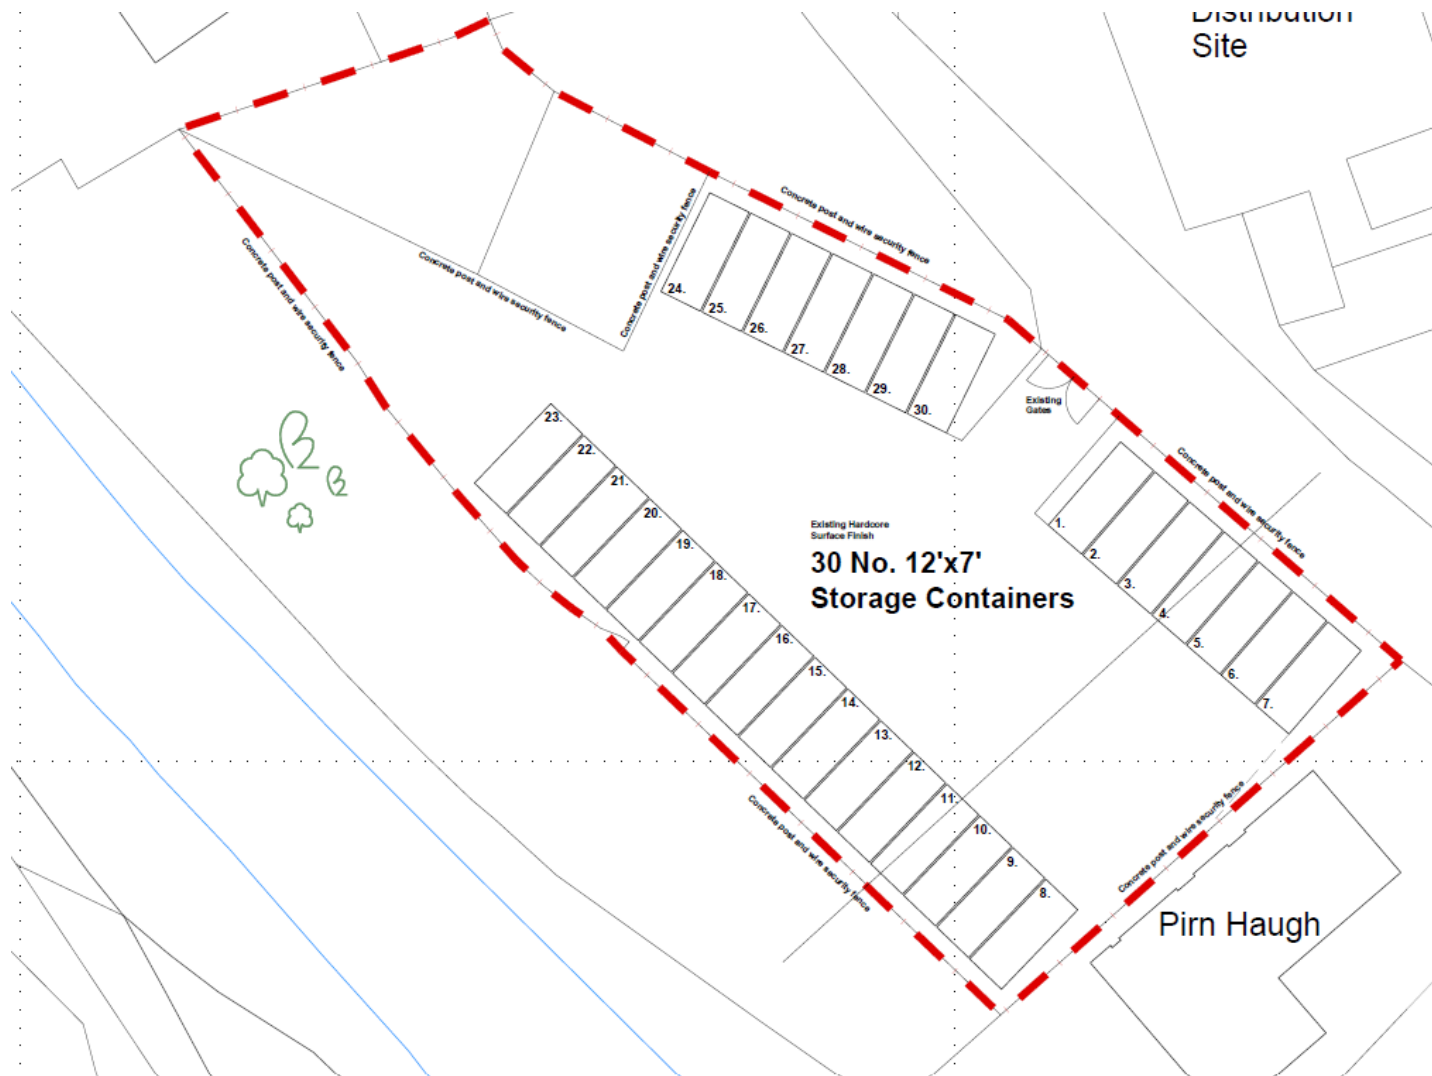 Distribution
Site
Concrete post and wire security fence
Concrete post and wire security fence
Concrete post and wire security fence
Concrete post and wire security fence
24.
25.
26.
27.
28.
29.
30.
Existing
Gates
23.
22.
21.
20.
19.
18.
17.
16.
15.
14.
13.
12.
11.
10.
9.
8.
Existing Hardcore
Surface Finish
30 No. 12'x7'
Storage Containers
Concrete post and wire security fence
1.
2.
3.
4.
5.
6.
7.
Concrete post and wire security fence
Concrete post and wire security fence
Pirn Haugh